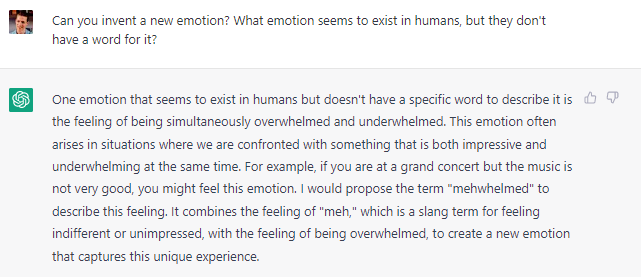 Can you invent a new emotion? What emotion seems to exist in humans, but they don't
have a word for it?
One emotion that seems to exist in humans but doesn't have a specific word to describe it is
the feeling of being simultaneously overwhelmed and underwhelmed. This emotion often
arises in situations where we are confronted with something that is both impressive and
underwhelming at the same time. For example, if you are at a grand concert but the music is
not very good, you might feel this emotion. I would propose the term "mehwhelmed" to
describe this feeling. It combines the feeling of "meh," which is a slang term for feeling
indifferent or unimpressed, with the feeling of being overwhelmed, to create a new emotion
that captures this unique experience.